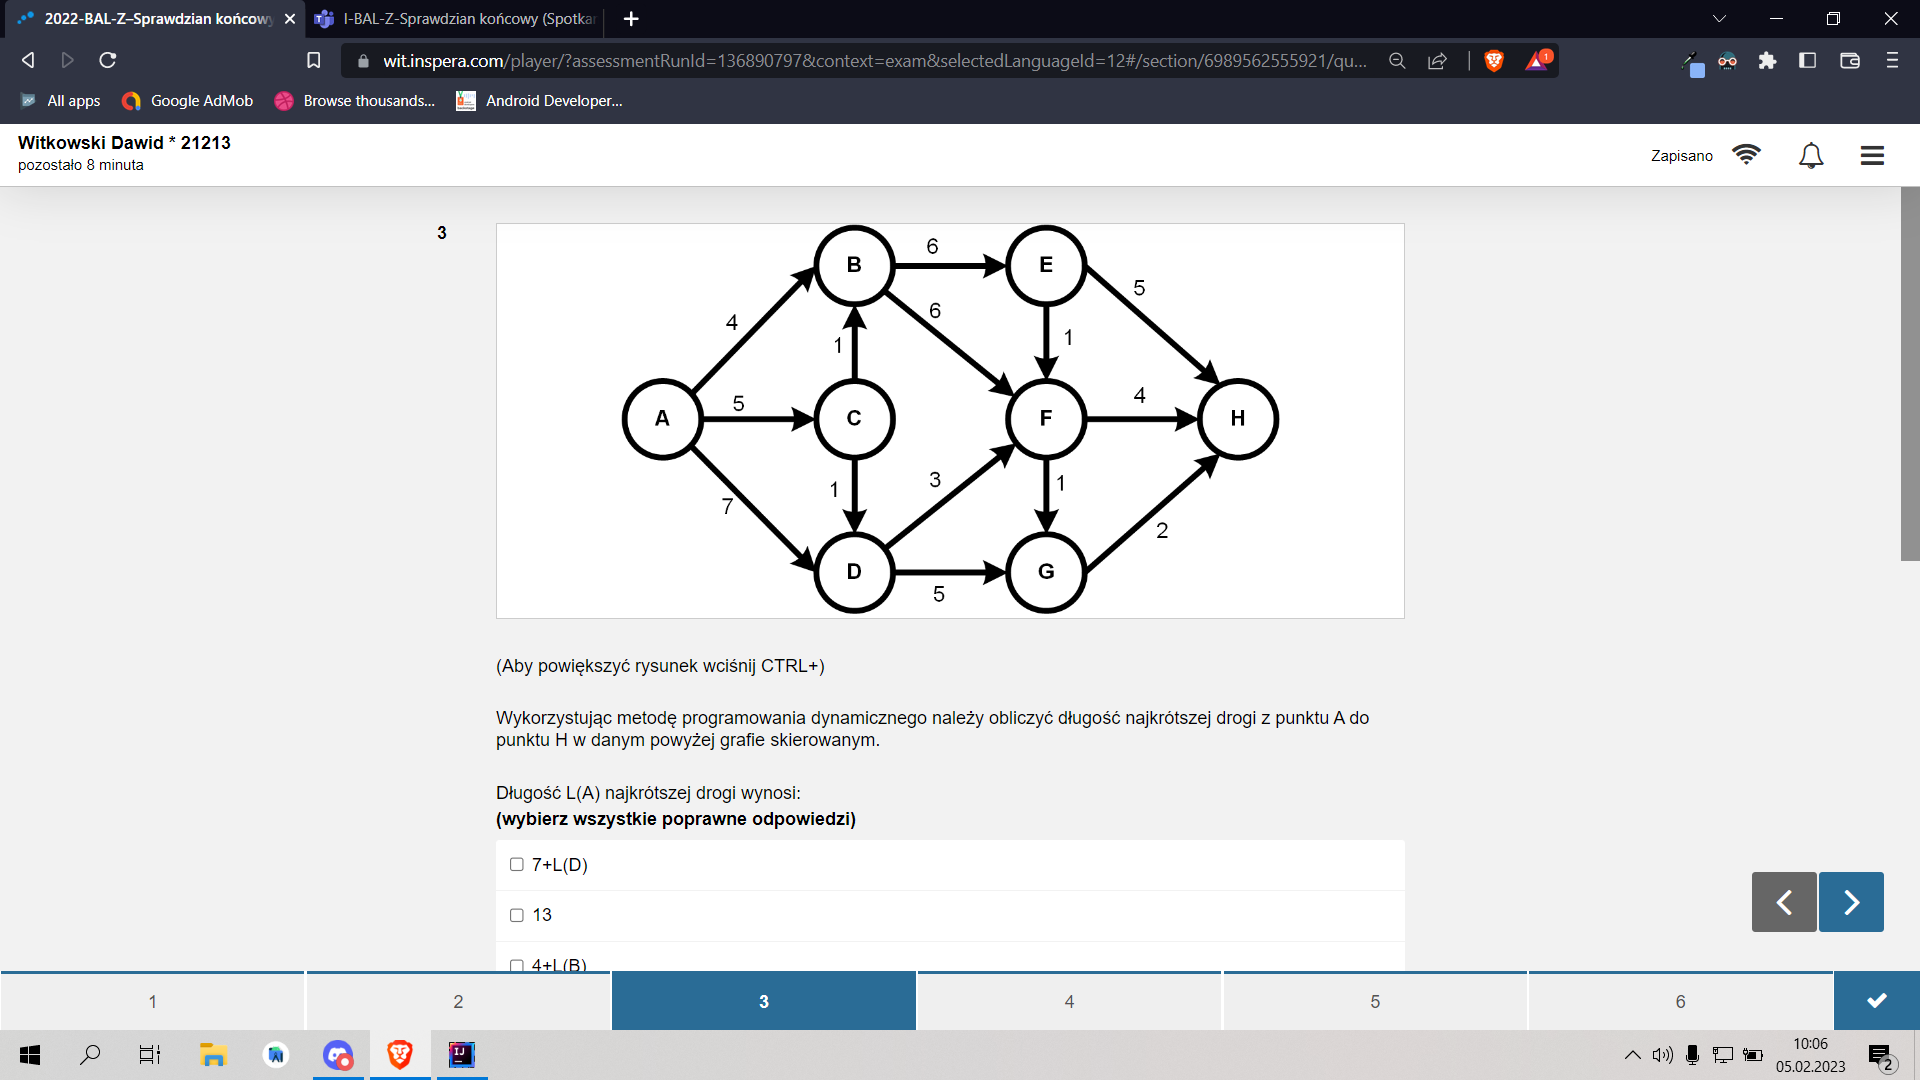 2022-BAL-Z–Sprawdzian końcowy
I-BAL-Z-Sprawdzian końcowy (Spotka
wit.inspera.com/player/?assessmentRunId=136890797&context=exam&selectedLanguageId=12#/section/6989562555921/qu...
1
All apps
Google AdMob
Browse thousands...
Android Developer...
Witkowski Dawid * 21213
pozostało 8 minuta
Zapisano
3
B
6
E
5
4
6
1
1
A
5
C
F
4
H
7
1
3
1
2
D
5
G
(Aby powiększyć rysunek wciśnij CTRL+)
Wykorzystując metodę programowania dynamicznego należy obliczyć długość najkrótszej drogi z punktu A do
punktu H w danym powyżej grafie skierowanym.
Długość L(A) najkrótszej drogi wynosi:
(wybierz wszystkie poprawne odpowiedzi)
7+L(D)
13
4+L(B)
1
2
3
4
5
6
IJ
10:06
05.02.2023
2